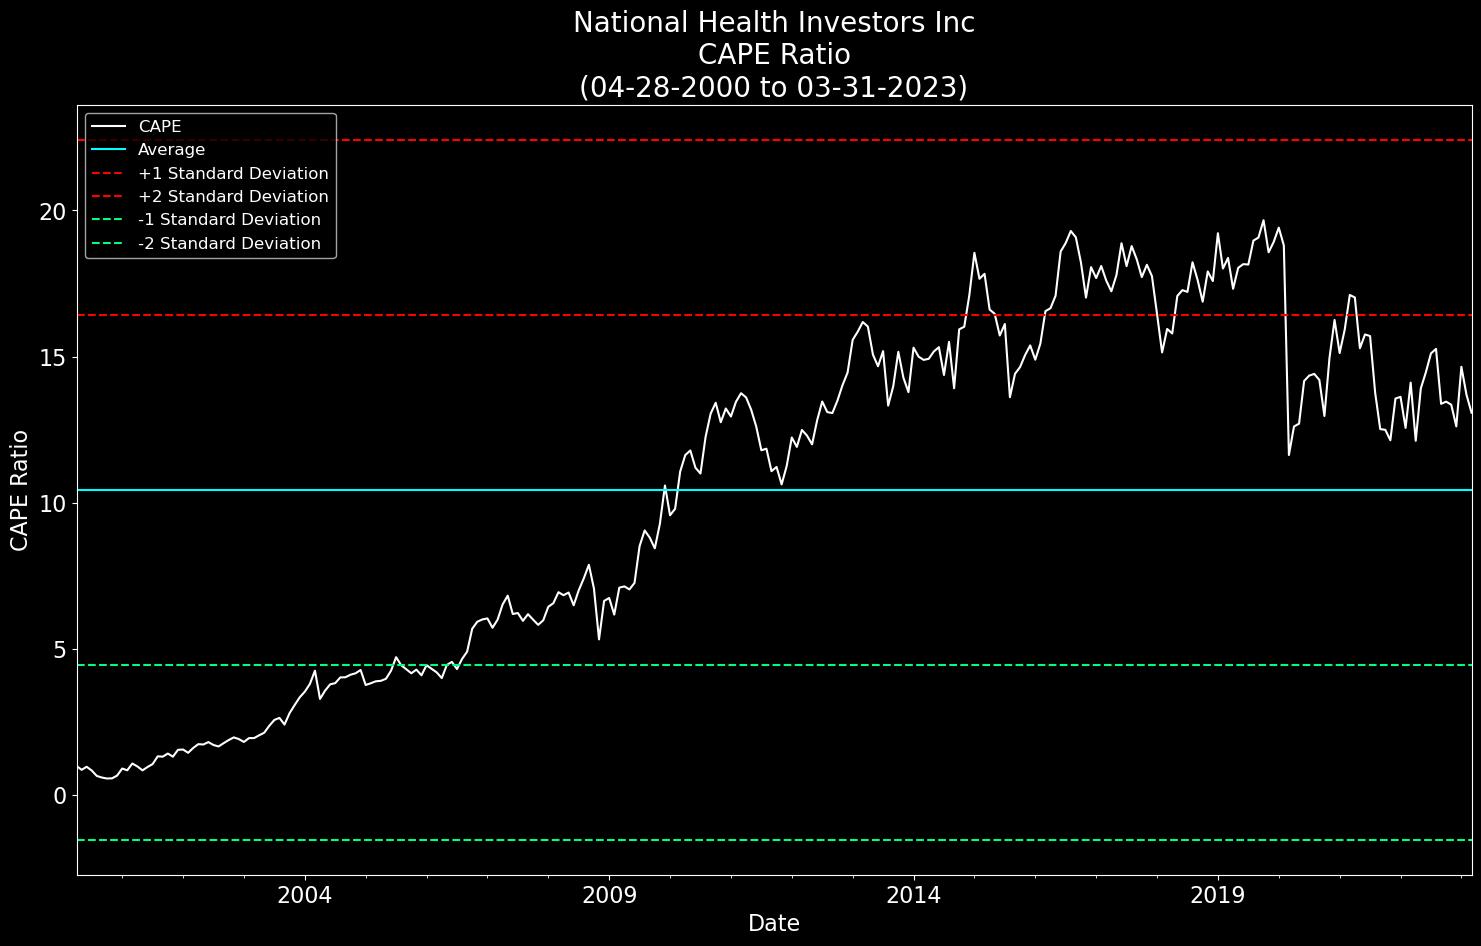 National Health Investors Inc
CAPE Ratio
(04-28-2000 to 03-31-2023)
CAPE
Average
+1 Standard Deviation
+2 Standard Deviation
-1 Standard Deviation
-2 Standard Deviation
CAPE Ratio
20
15
10
5
0
2004
2009
2014
2019
Date